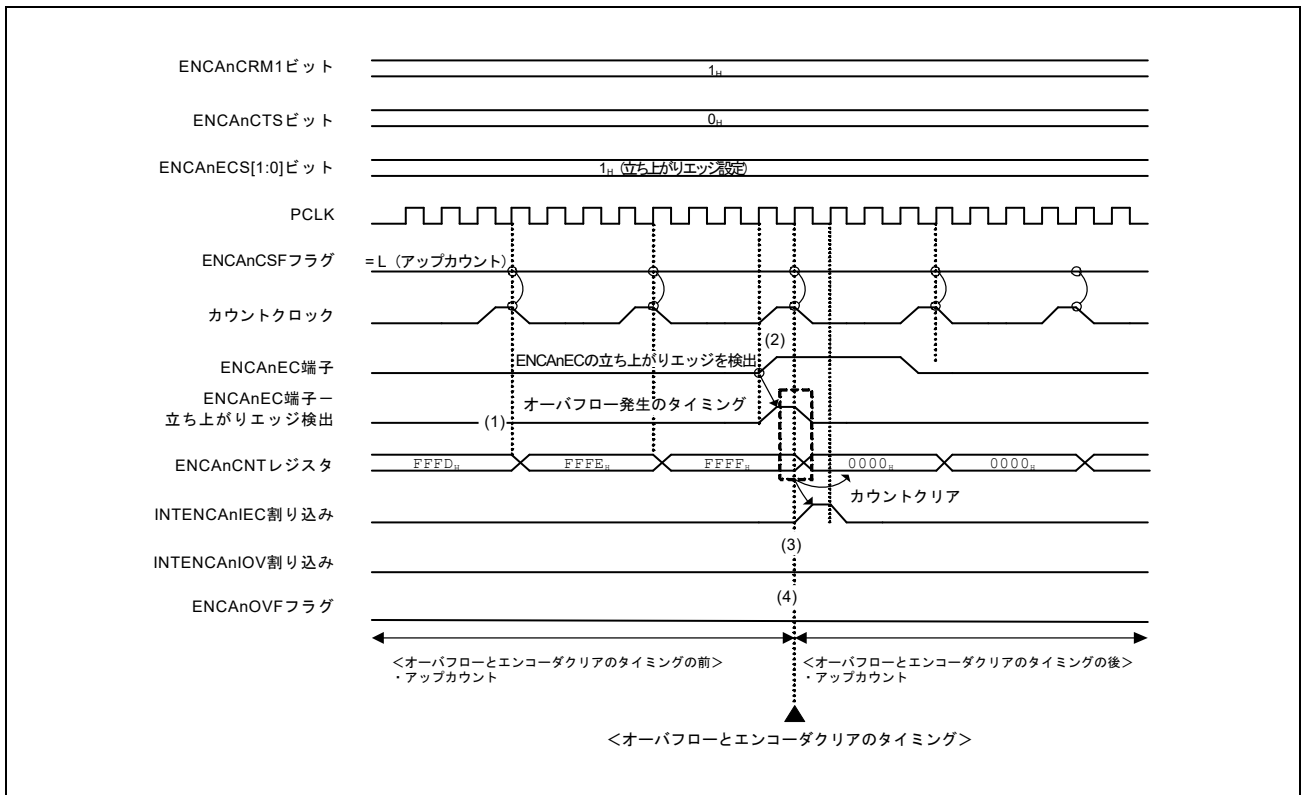 ENCAnCRM1ビット
1H
ENCAnCTSビット
0H
ENCAnECS[1:0]ビット
1H (立ち上がりエッジ設定)
PCLK
ENCAnCSFフラグ
= L（アップカウント）
カウントクロック
(2)
ENCAnEC端子
ENCAnECの立ち上がりエッジを検出
ENCAnEC端子－
立ち上がりエッジ検出
(1)
オーバフロー発生のタイミング
ENCAnCNTレジスタ
FFFDH
FFFEH
FFFFH
0000H
0000H
カウントクリア
INTENCAnIEC割り込み
(3)
INTENCAnIOV割り込み
(4)
ENCAnOVFフラグ
＜オーバフローとエンコーダクリアのタイミングの前＞
・アップカウント
＜オーバフローとエンコーダクリアのタイミングの後＞
・アップカウント
＜オーバフローとエンコーダクリアのタイミング＞